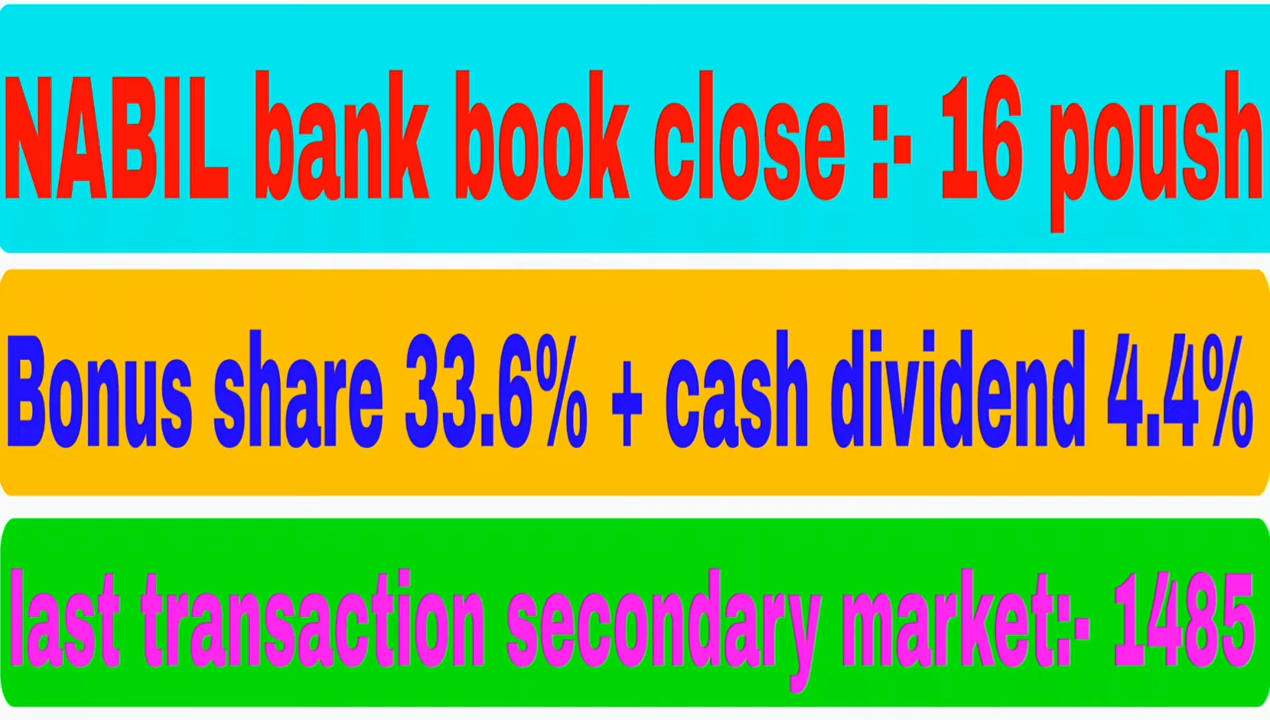 NABIL bank book close :- 16 poush
Bonus share 33.6% + cash dividend 4.4%
last transaction secondary market:- 1485